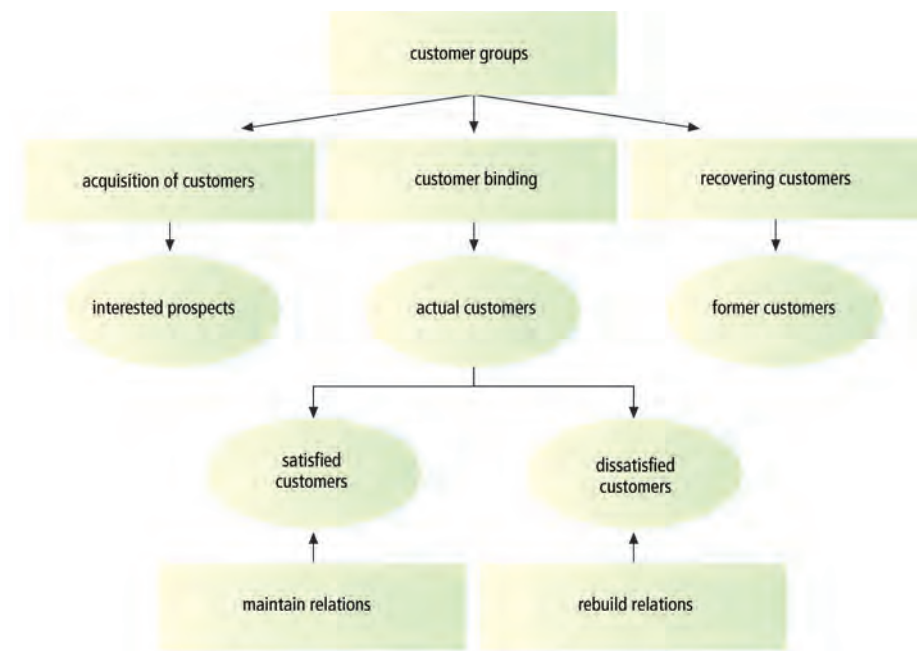 customer groups
acquisition of customers
customer binding
recovering customers
interested prospects
actual customers
former customers
satisfied
customers
dissatisfied
customers
maintain relations
rebuild relations